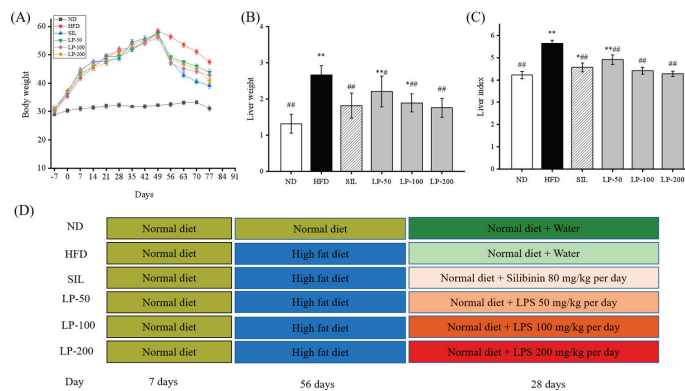 (A)
ND
HFD
SIL
LP-50
LP-100
LP-200
Body weight
60
50
40
30
20
10
-7 0 7 14 21 28 35 42 49 56 63 70 77 84 91
Days
(B)
Liver weight
4
3
2
1
0
## ** ## **# *## ##
ND HFD SIL LP-50 LP-100 LP-200
(C)
Liver index
6
5
4
3
2
1
0
## ** *## **## ## ##
ND HFD SIL LP-50 LP-100 LP-200
(D)
ND Normal diet Normal diet Normal diet + Water
HFD Normal diet High fat diet Normal diet + Water
SIL Normal diet High fat diet Normal diet + Silibinin 80 mg/kg per day
LP-50 Normal diet High fat diet Normal diet + LPS 50 mg/kg per day
LP-100 Normal diet High fat diet Normal diet + LPS 100 mg/kg per day
LP-200 Normal diet High fat diet Normal diet + LPS 200 mg/kg per day
Day 7 days 56 days 28 days